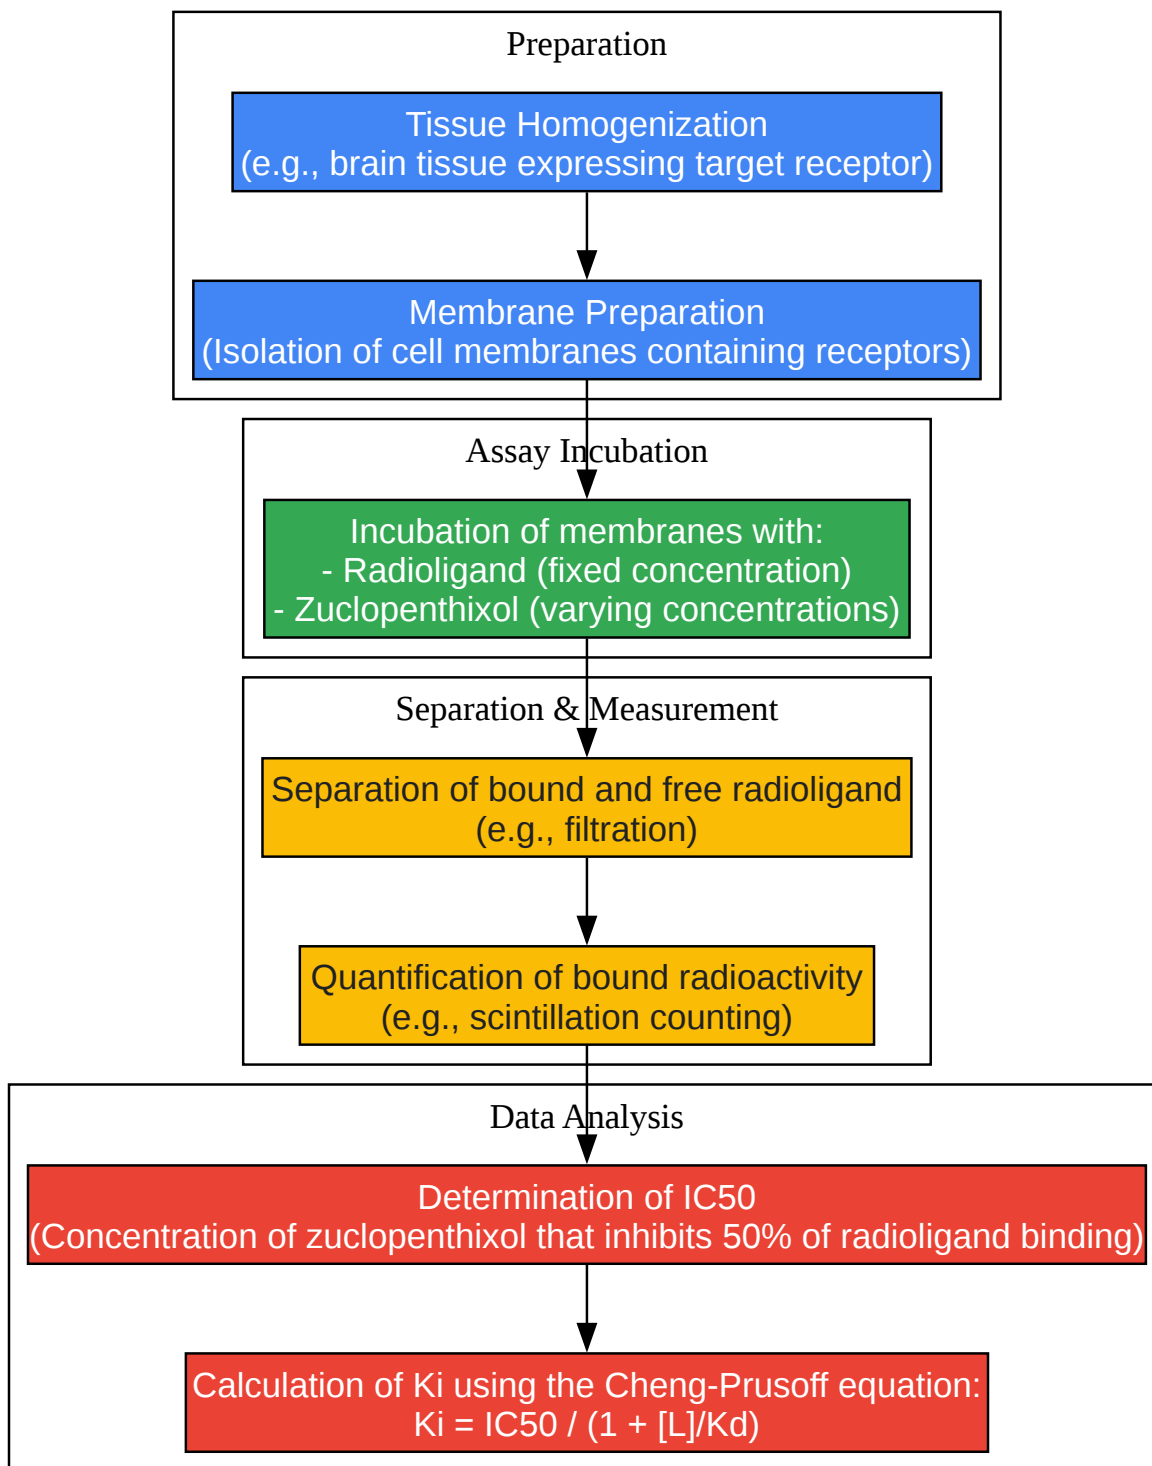 Preparation
Tissue Homogenization
(e.g., brain tissue expressing target receptor)
Membrane Preparation
(Isolation of cell membranes containing receptors)
Assay Incubation
Incubation of membranes with:
- Radioligand (fixed concentration)
- Zuclopenthixol (varying concentrations)
Separation & Measurement
Separation of bound and free radioligand
(e.g., filtration)
Quantification of bound radioactivity
(e.g., scintillation counting)
Data Analysis
Determination of IC50
(Concentration of zuclopenthixol that inhibits 50% of radioligand binding)
Calculation of Ki using the Cheng-Prusoff equation:
Ki = IC50 / (1 + [L]/Kd)